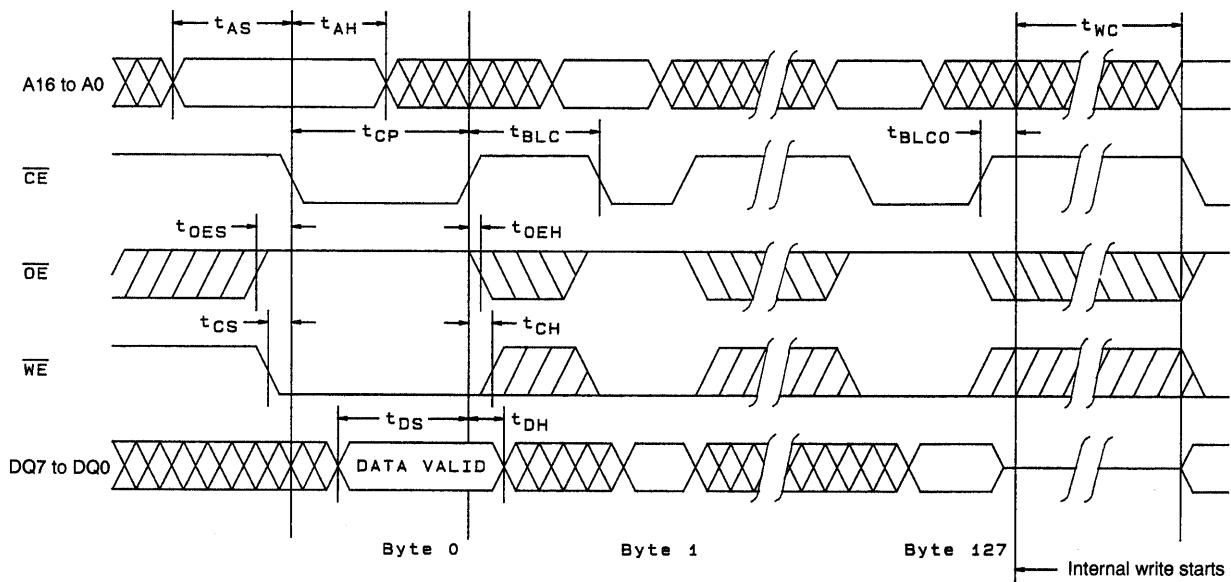 tAS
tAH
tWC
A16 to A0
tCP
tBLC
tBLCO
CE
tOES
tOEH
OE
tCS
tCH
WE
tDS
tDH
DQ7 to DQ0
DATA VALID
Byte 0
Byte 1
Byte 127
Internal write starts